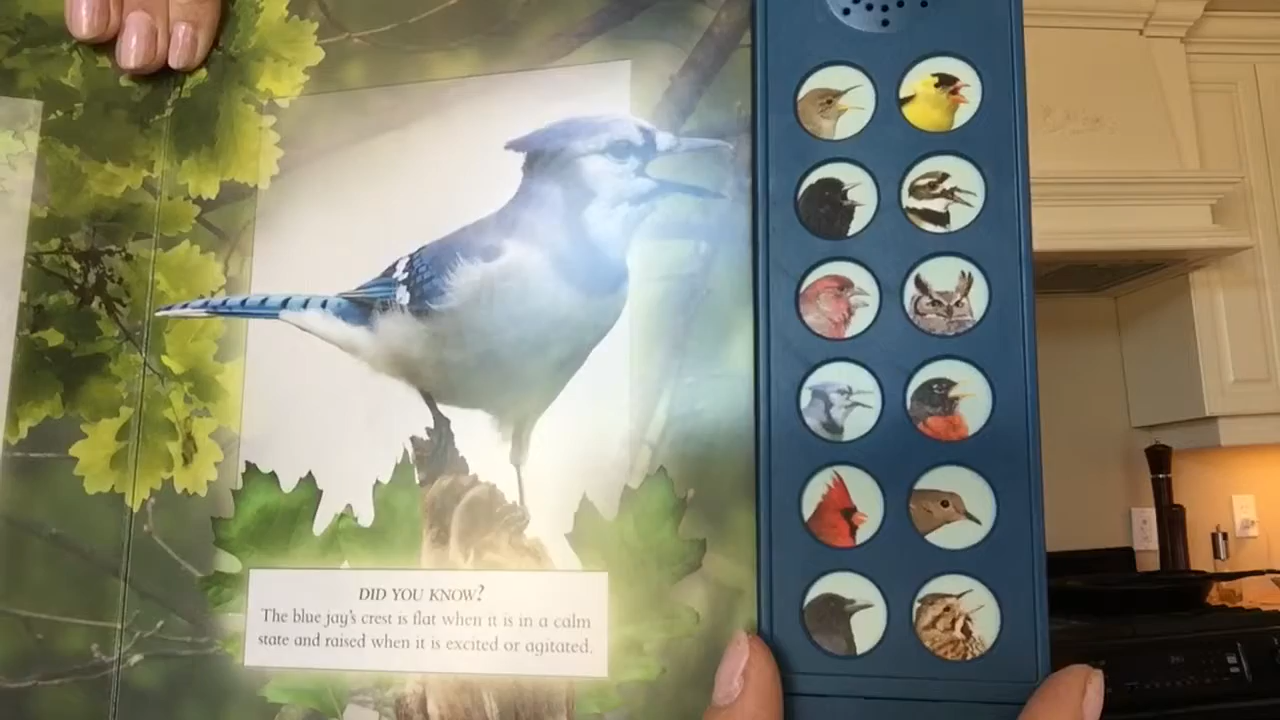 DID YOU KNOW?
The blue jay's crest is flat when it is in a calm
state and raised when it is excited or agitated.